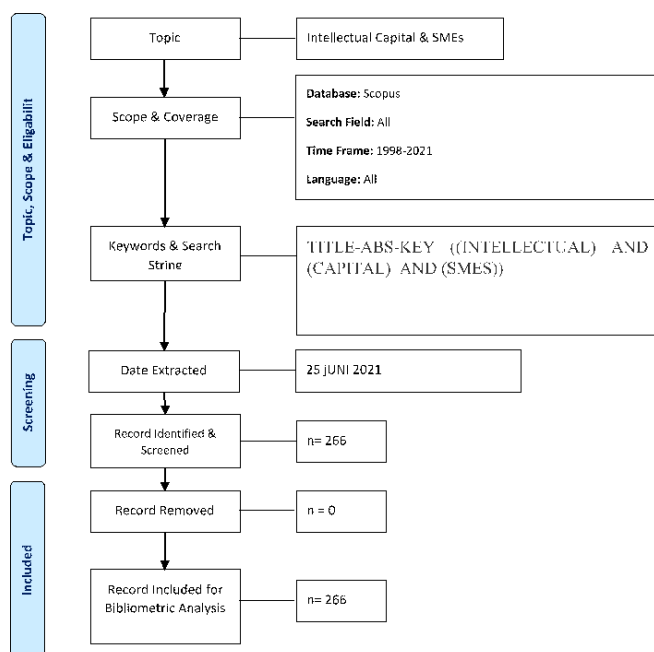 Topic, Scope & Eligabilit
Topic
Intellectual Capital & SMEs
Scope & Coverage
Database: Scopus
Search Field: All
Time Frame: 1998-2021
Language: All
Keywords & Search
String
TITLE-ABS-KEY ((INTELLECTUAL) AND
(CAPITAL) AND (SMES))
Screening
Date Extracted
25 jUNI 2021
Record Identified &
Screened
n= 266
Included
Record Removed
n = 0
Record Included for
Bibliometric Analysis
n= 266